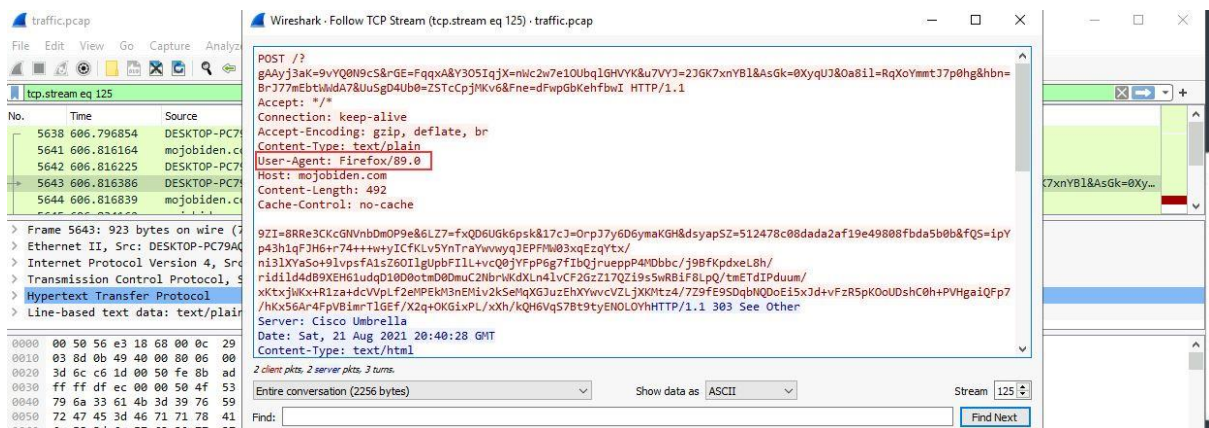 traffic.pcap
Wireshark · Follow TCP Stream (tcp.stream eq 125) · traffic.pcap
File Edit View Go Capture Analyz
tcp.stream eq 125
No. Time Source
5638 606.796854 DESKTOP-PC79
5641 606.816164 mojobiden.co
5642 606.816225 DESKTOP-PC79
5643 606.816386 DESKTOP-PC79
5644 606.816839 mojobiden.co
K7xnYBl&AsGk=0Xy…
> Frame 5643: 923 bytes on wire (7
> Ethernet II, Src: DESKTOP-PC79AQ
> Internet Protocol Version 4, Src
> Transmission Control Protocol, S
> Hypertext Transfer Protocol
> Line-based text data: text/plain
0000 00 50 56 e3 18 68 00 0c 29
0010 03 8d 0b 49 40 00 80 06 00
0020 3d 6c c6 1d 00 50 fe 8b ad
0030 ff ff df ec 00 00 50 4f 53
0040 79 6a 33 61 4b 3d 39 76 59
0050 72 47 45 3d 46 71 71 78 41
POST /?
gAAyj3aK=9vYQ0N9cS&rGE=FqqxA&Y3O5IqjX=nWc2w7e1OUbqlGHVYK&u7VYJ=2JGK7xnYBl&AsGk=0XyqUJ&Oa8il=RqXoYmmtJ7p0hg&hbn=
BrJ77mEbtWWdA7&UuSgD4Ub0=ZSTcCpjMKv6&Fne=dFwpGbKehfbwI HTTP/1.1
Accept: */*
Connection: keep-alive
Accept-Encoding: gzip, deflate, br
Content-Type: text/plain
User-Agent: Firefox/89.0
Host: mojobiden.com
Content-Length: 492
Cache-Control: no-cache
9ZI=8RRe3CKcGNVnbDmOP9e&6LZ7=fxQD6UGk6psk&17cJ=OrpJ7y6D6ymaKGH&dsyapSZ=512478c08dada2af19e49808fbda5b0b&fQS=ipY
p43h1qFJH6+r74+++w+yICfKLv5YnTraYwvwyqJEPFMW03xqEzqYtx/
ni3lXYaSo+9lvpsfA1sZ6OIlgUpbFIlL+vcQ0jYFpP6g7fIbQjrueppP4MDbbc/j9BfKpdxeL8h/
ridild4dB9XEH61udqD10D0otmD0DmuC2NbrWKdXLn4lvCF2GzZ17QZi9s5wRBiF8LpQ/tmETdIPduum/
xKtxjWKx+R1za+dcVVpLf2eMPEkM3nEMiv2kSeMqXGJuzEhXYwvcVZLjXKMtz4/7Z9fE9SDqbNQDoEi5xJd+vFzR5pKOoUDshC0h+PVHgaiQFp7
/hKx56Ar4FpVBimrTlGEf/X2q+OKGixPL/xXh/kQH6VqS7Bt9tyENOLOYhHTTP/1.1 303 See Other
Server: Cisco Umbrella
Date: Sat, 21 Aug 2021 20:40:28 GMT
Content-Type: text/html
2 client pkts, 2 server pkts, 3 turns.
Entire conversation (2256 bytes) Show data as ASCII Stream 125
Find: Find Next